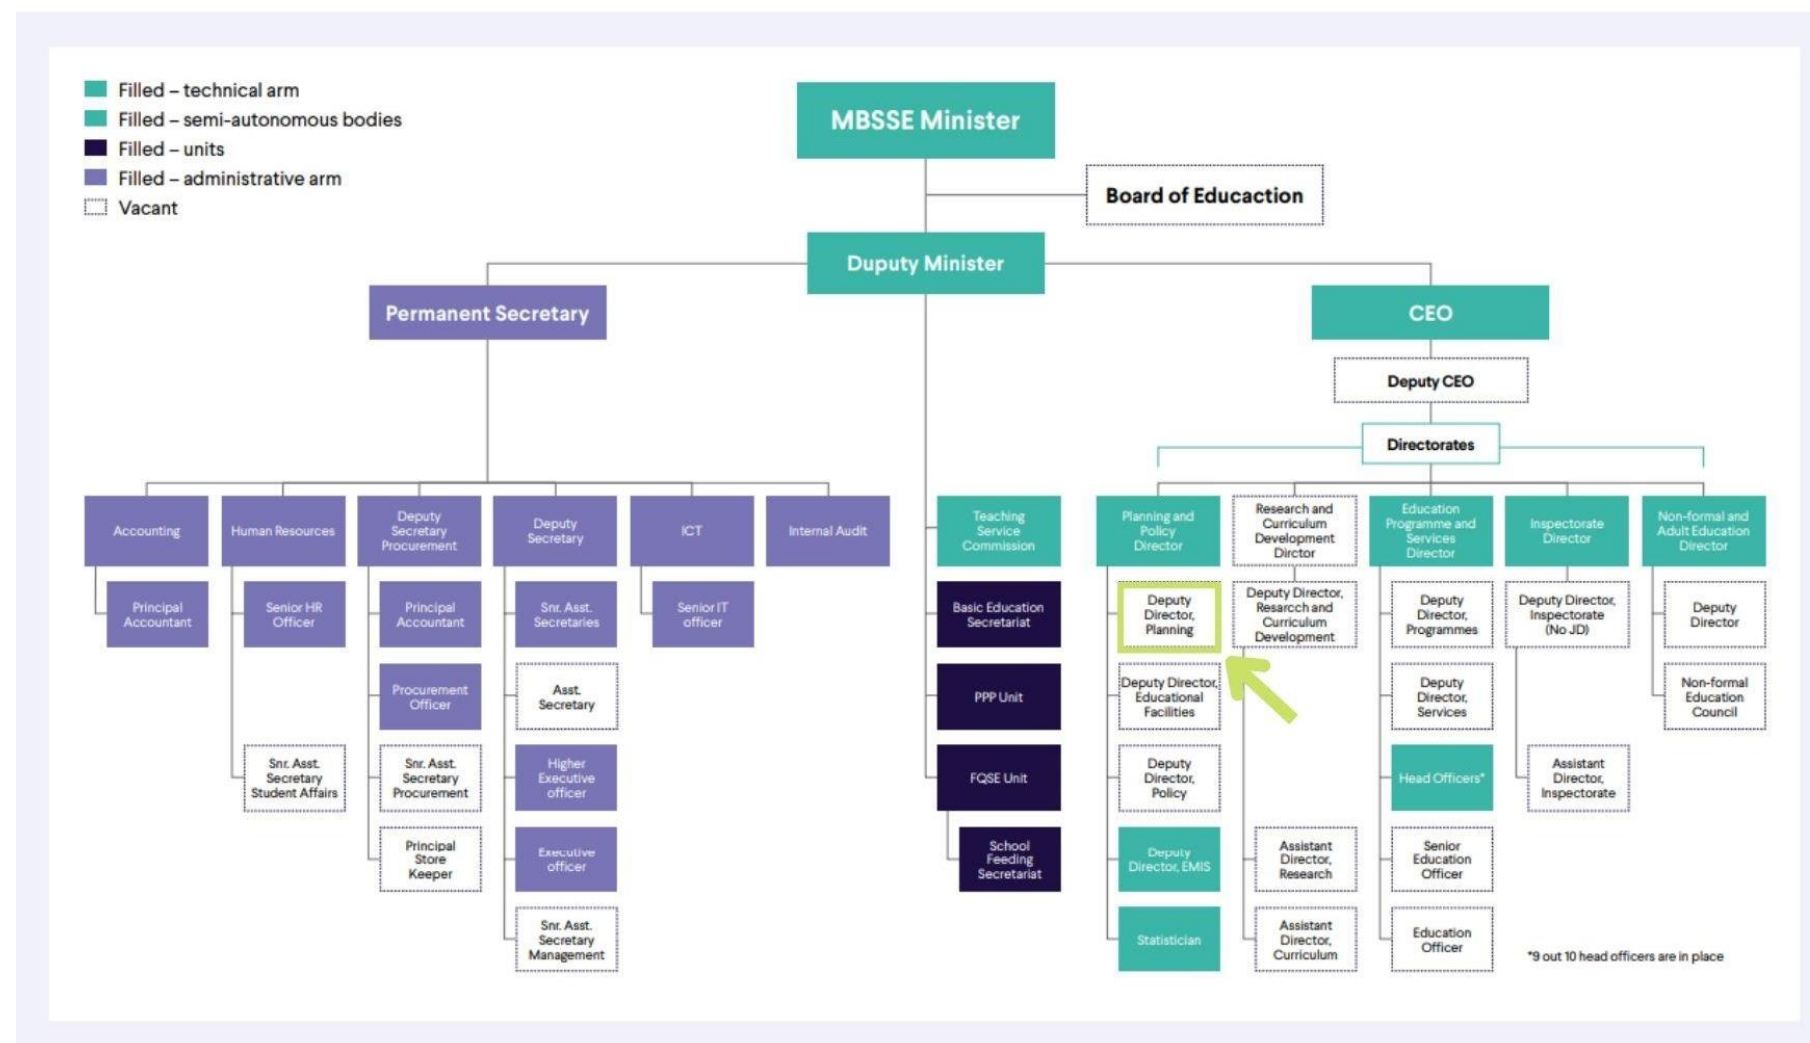 Filled – technical arm
Filled – semi-autonomous bodies
Filled – units
Filled – administrative arm
Vacant
MBSSE Minister
Board of Educaction
Duputy Minister
Permanent Secretary
CEO
Deputy CEO
Directorates
Accounting
Human Resources
Deputy
Secretary
Procurement
Deputy
Secretary
ICT
Internal Audit
Teaching
Service
Commission
Planning and
Policy
Director
Research and
Curriculum
Development
Dirctor
Education
Programme and
Services
Director
Inspectorate
Director
Non-formal and
Adult Education
Director
Principal
Accountant
Senior HR
Officer
Principal
Accountant
Snr. Asst.
Secretaries
Senior IT
officer
Basic Education
Secretariat
Deputy
Director,
Planning
Deputy Director,
Resarcch and
Curriculum
Development
Deputy
Director,
Programmes
Deputy Director,
Inspectorate
(No JD)
Deputy
Director
Procurement
Officer
Asst.
Secretary
PPP Unit
Deputy Director,
Educational
Facilities
Deputy
Director,
Services
Non-formal
Education
Council
Snr. Asst.
Secretary
Student Affairs
Snr. Asst.
Secretary
Procurement
Higher
Executive
officer
FQSE Unit
Deputy
Director,
Policy
Head Officers*
Assistant
Director,
Inspectorate
Principal
Store
Keeper
Executive
officer
School
Feeding
Secretariat
Deputy
Director, EMIS
Assistant
Director,
Research
Senior
Education
Officer
Snr. Asst.
Secretary
Management
Statistician
Assistant
Director,
Curriculum
Education
Officer
*9 out 10 head officers are in place